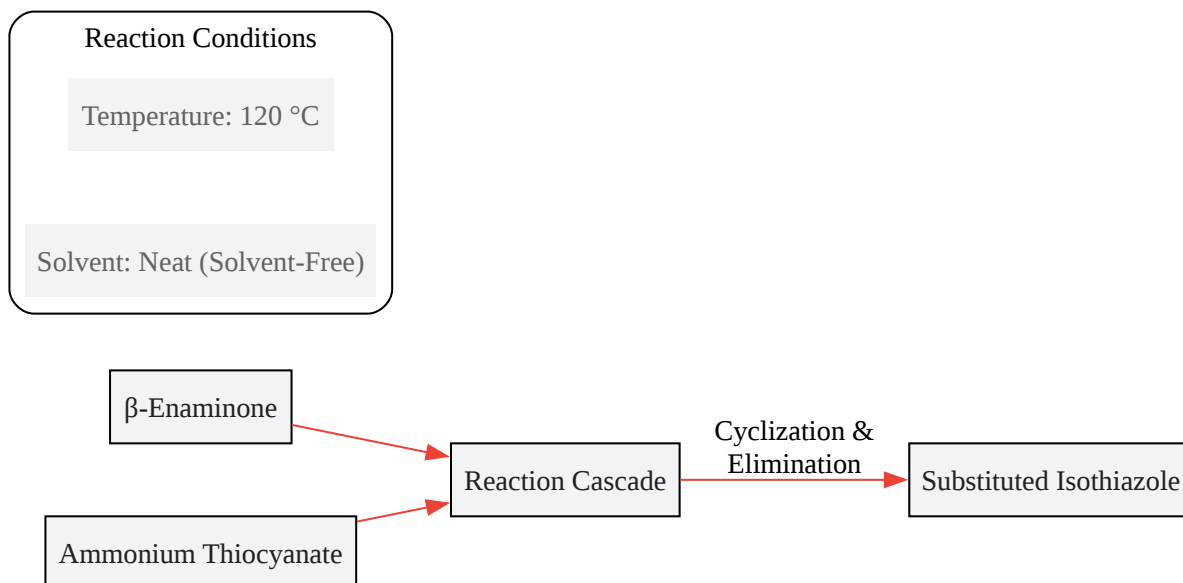 Reaction Conditions
Temperature: 120 °C
Solvent: Neat (Solvent-Free)
β-Enaminone
Ammonium Thiocyanate
Reaction Cascade
Cyclization &
Elimination
Substituted Isothiazole